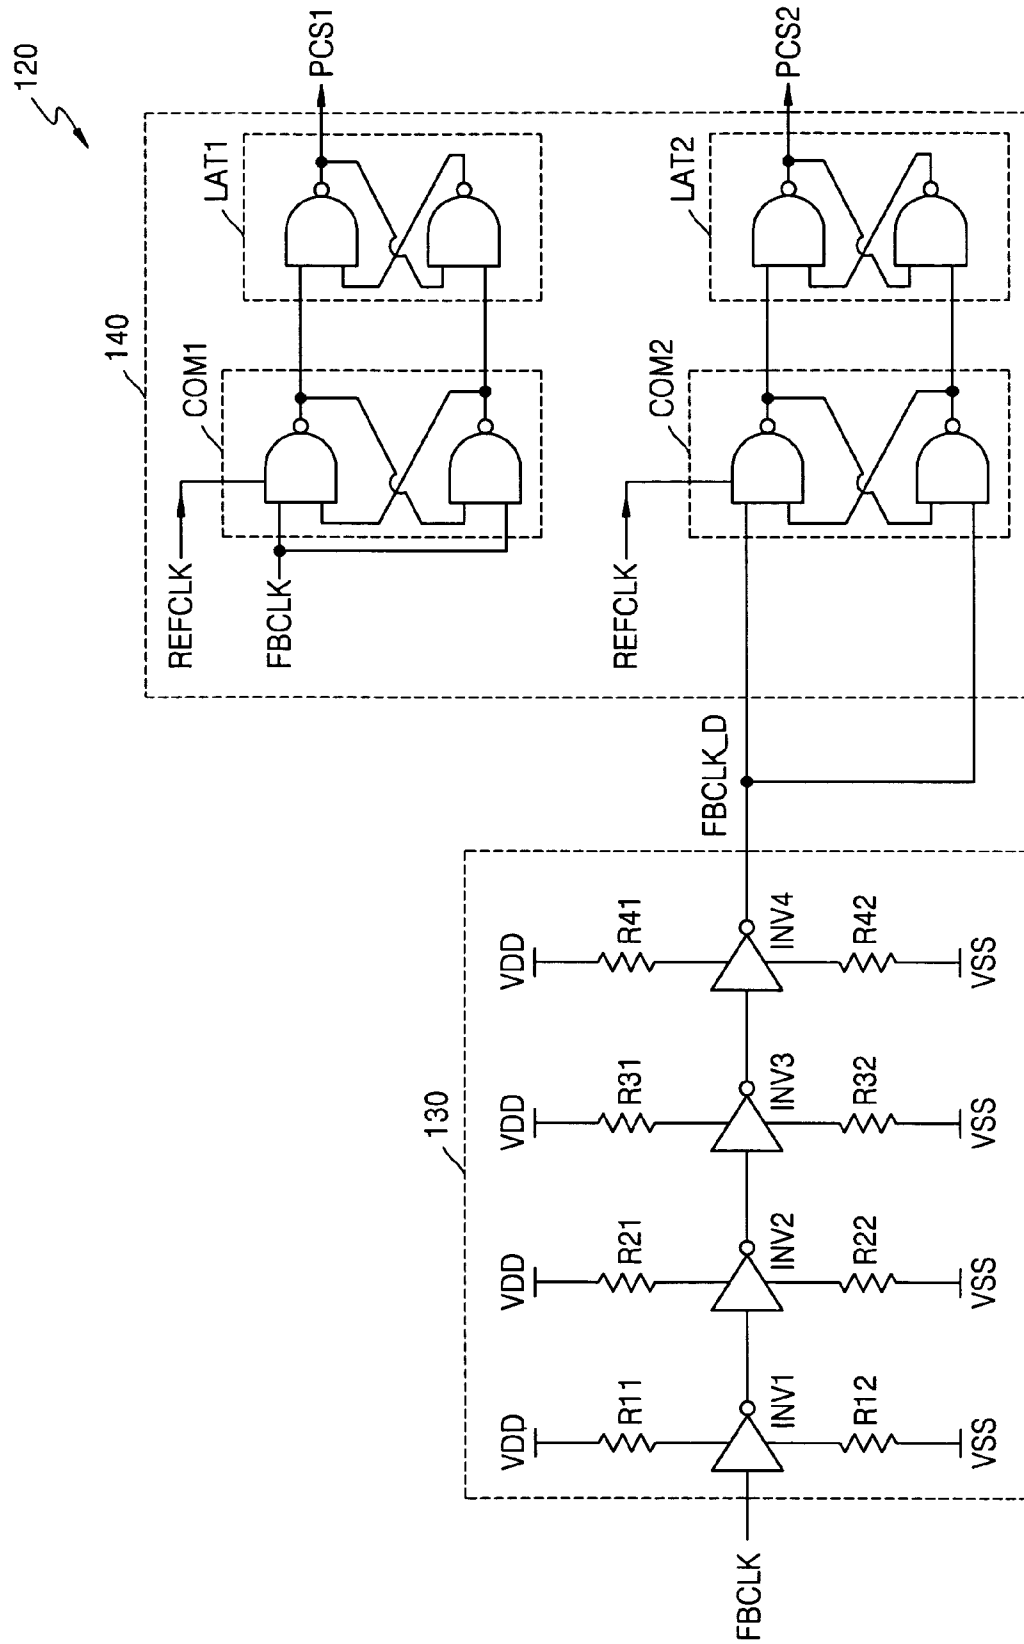 120
140
COM1
LAT1
REFCLK
FBCLK
PCS1
COM2
LAT2
REFCLK
PCS2
130
FBCLK_D
VDD
VDD
VDD
VDD
R11
R21
R31
R41
FBCLK
INV1
INV2
INV3
INV4
R12
R22
R32
R42
VSS
VSS
VSS
VSS